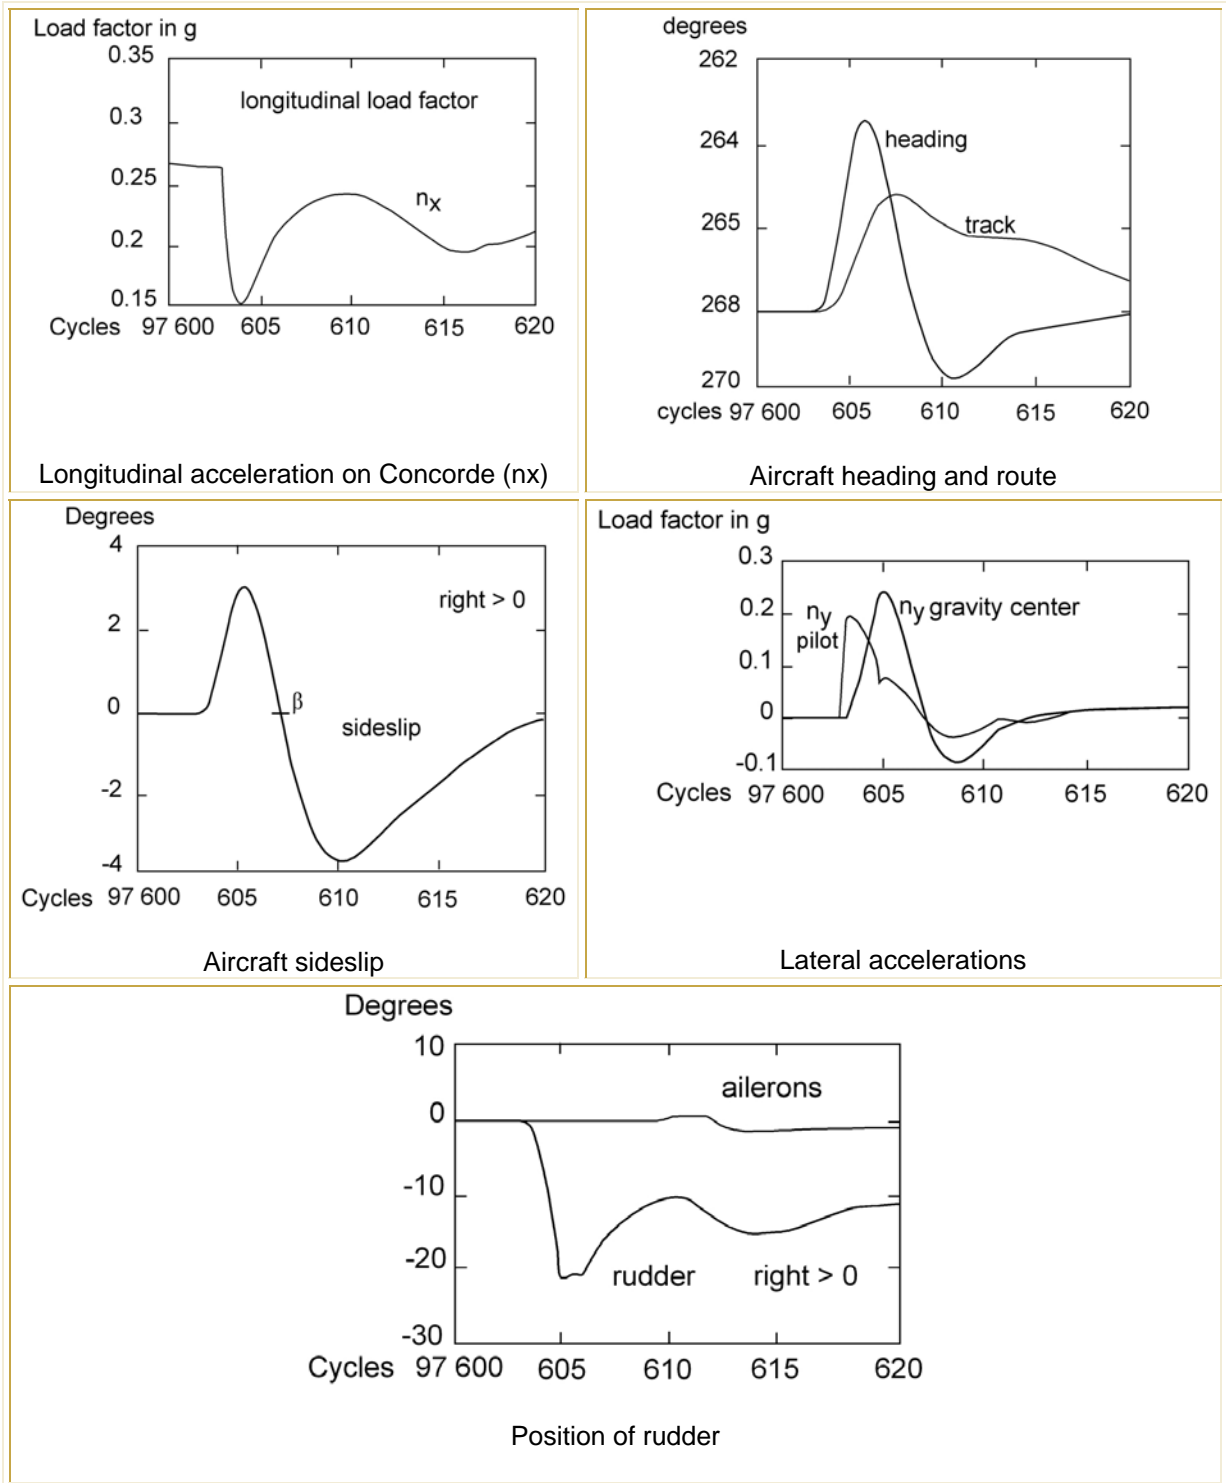 Load factor in g
0.35
longitudinal load factor
0.3
0.25
nx
0.2
0.15
Cycles 97 600 605 610 615 620
Longitudinal acceleration on Concorde (nx)
degrees
262
heading
264
track
265
268
270
cycles 97 600 605 610 615 620
Aircraft heading and route
Degrees
4
right > 0
2
β
0
sideslip
-2
-4
Cycles 97 600 605 610 615 620
Aircraft sideslip
Load factor in g
0.3
ny gravity center
0.2
ny
pilot
0.1
0
-0.1
Cycles 97 600 605 610 615 620
Lateral accelerations
Degrees
10
ailerons
0
-10
-20
rudder right > 0
-30
Cycles 97 600 605 610 615 620
Position of rudder